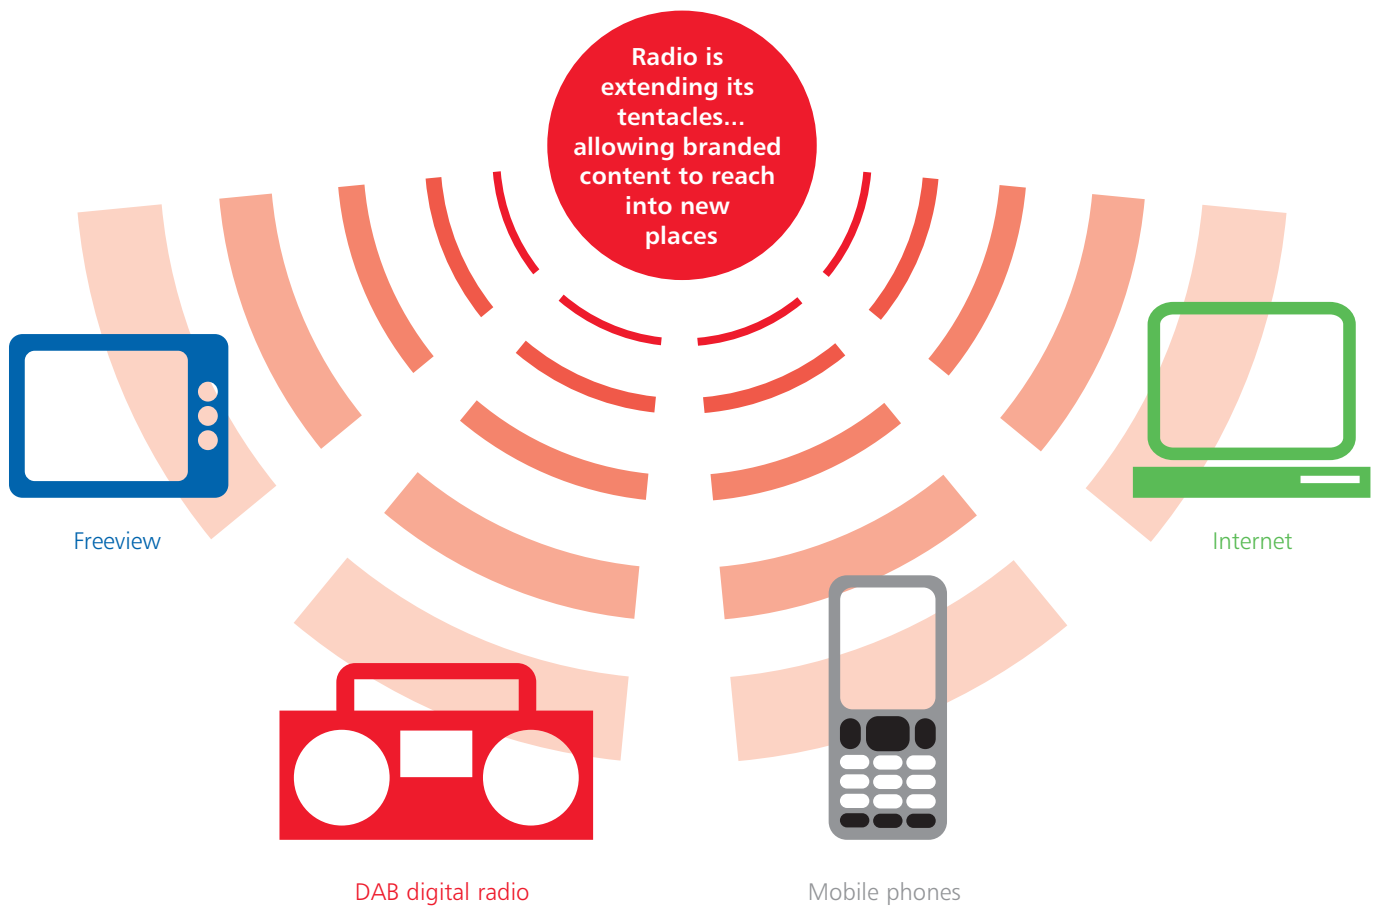 Radio is
extending its
tentacles...
allowing branded
content to reach
into new
places
Freeview
Internet
DAB digital radio
Mobile phones